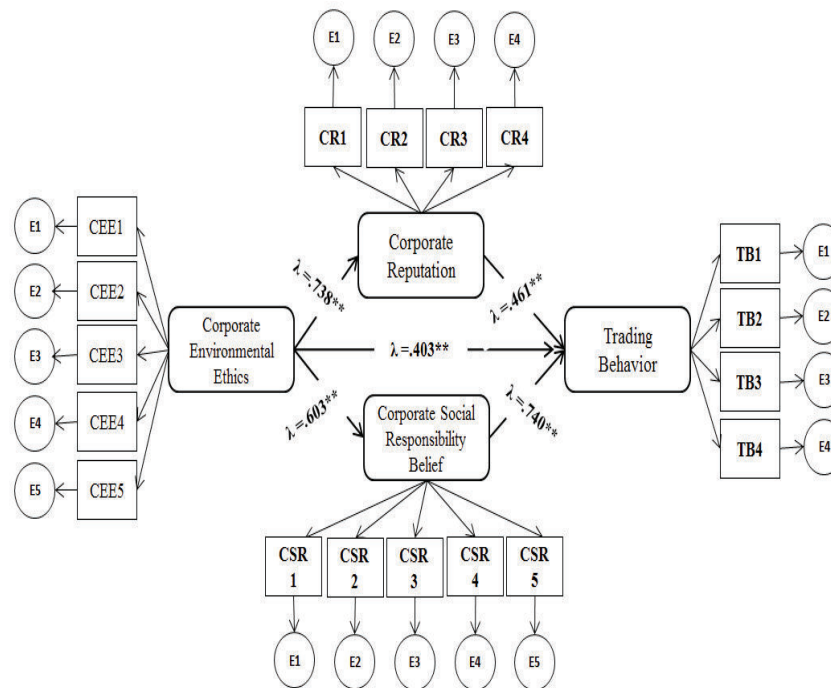 E1
E2
E3
E4
CR1
CR2
CR3
CR4
Corporate
Reputation
E1
CEE1
E2
CEE2
E3
CEE3
E4
CEE4
E5
CEE5
Corporate
Environmental
Ethics
λ =.738**
λ =.461**
λ =.403**
λ =.603**
λ =.740**
Corporate Social
Responsibility
Belief
Trading
Behavior
TB1
E1
TB2
E2
TB3
E3
TB4
E4
CSR
1
CSR
2
CSR
3
CSR
4
CSR
5
E1
E2
E3
E4
E5